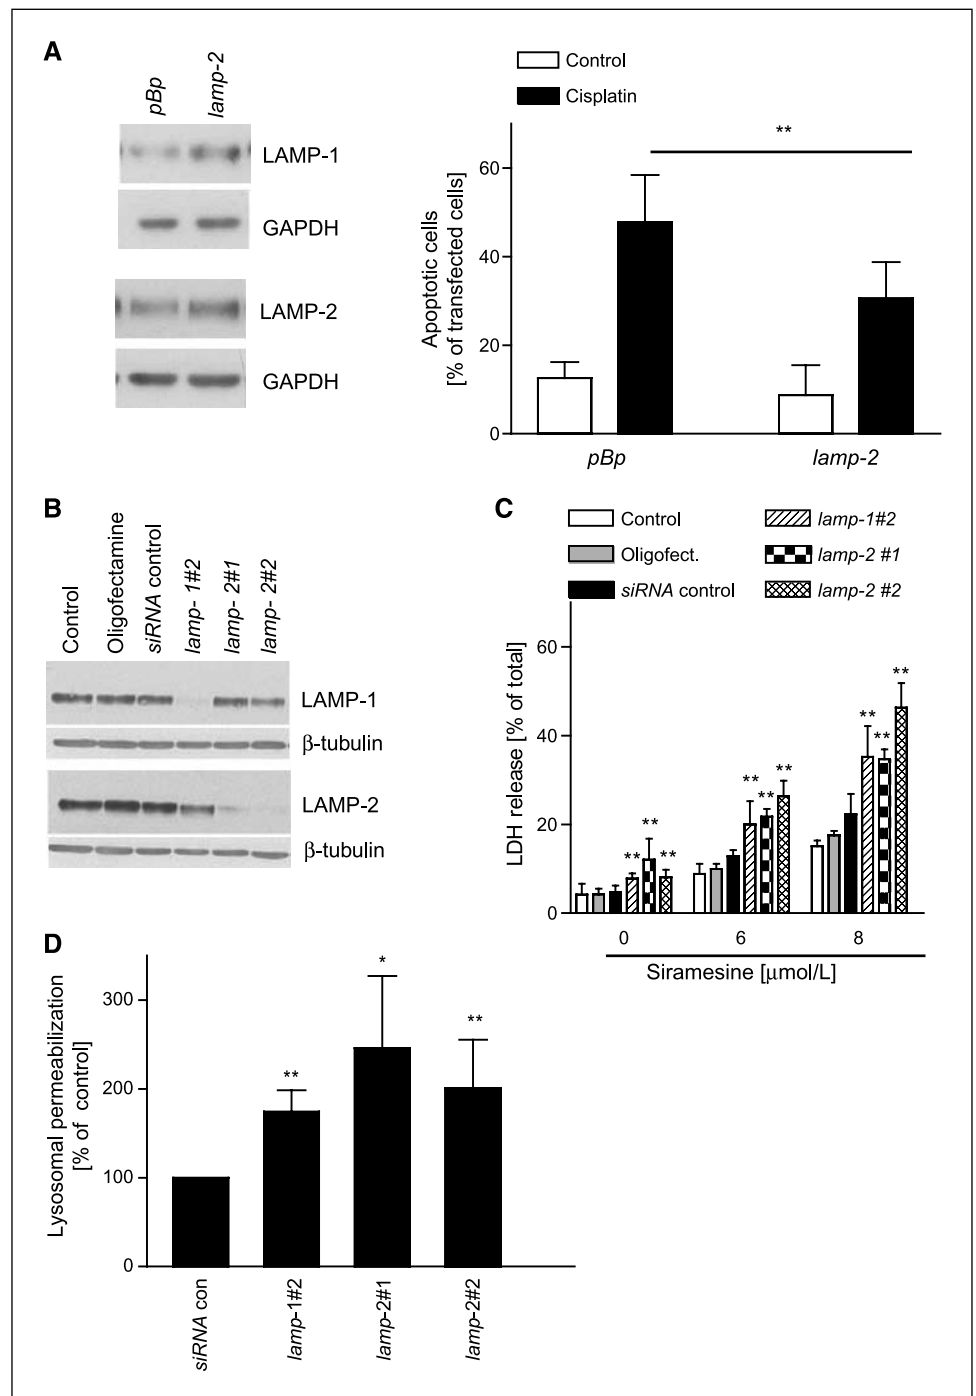 A
pBp
lamp-2
LAMP-1
GAPDH
LAMP-2
GAPDH
Control
Cisplatin
**
Apoptotic cells
[% of transfected cells]
60
40
20
0
pBp
lamp-2
B
Control
Oligofectamine
siRNA control
lamp- 1#2
lamp- 2#1
lamp- 2#2
LAMP-1
β-tubulin
LAMP-2
β-tubulin
C
Control
Oligofect.
siRNA control
lamp-1#2
lamp-2 #1
lamp-2 #2
LDH release [% of total]
60
40
20
0
** ** **
** ** **
** ** **
0 6 8
Siramesine [μmol/L]
D
Lysosomal permeabilization
[% of control]
300
200
100
0
**
*
**
siRNA con
lamp-1#2
lamp-2#1
lamp-2#2